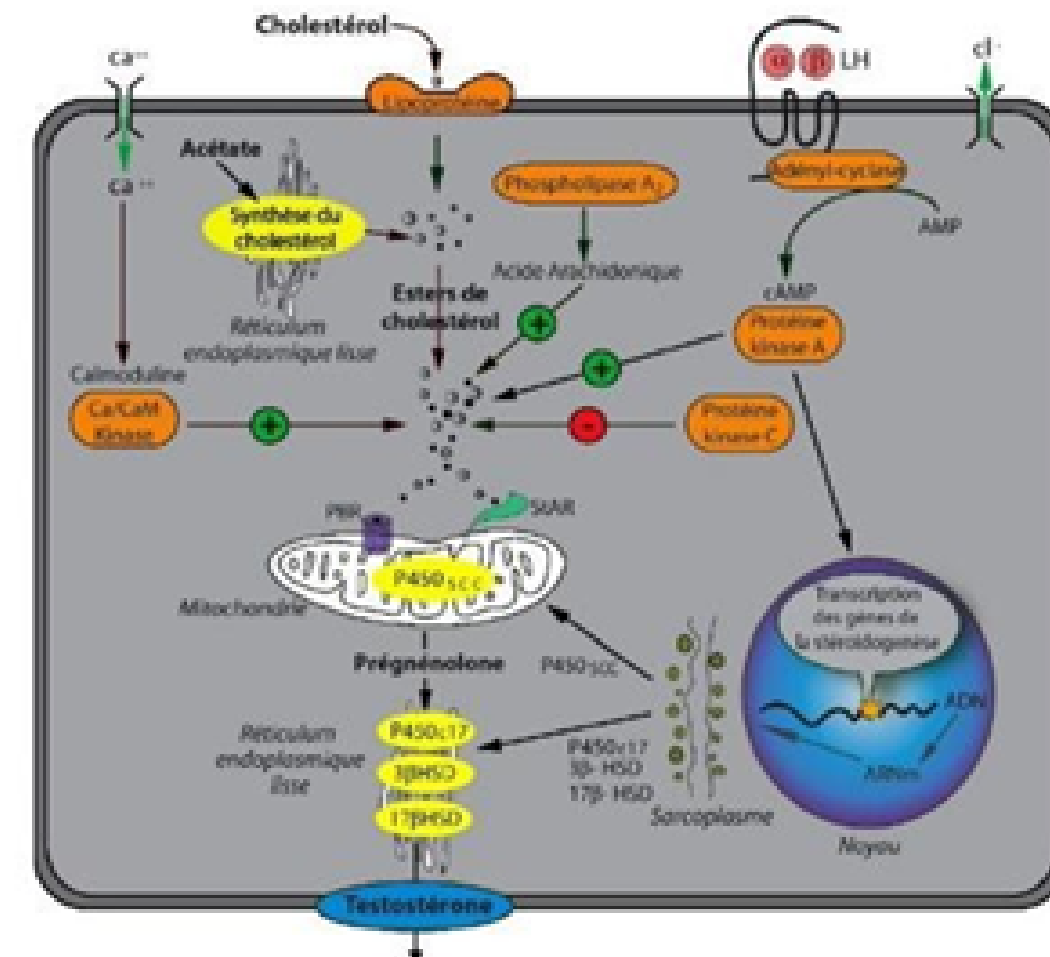 Cholestérol
ca⁺⁺
α β LH
cl⁻
Lipoprotéine
Acétate
ca⁺⁺
Phospholipase A₂
Adényl-cyclase
Synthèse du
cholestérol
AMP
Acide Arachidonique
cAMP
Esters de
cholestérol
Réticulum
endoplasmique lisse
+
Protéine
kinase A
+
Calmoduline
Ca/CaM
Kinase
+
-
Protéine
kinase C
PBR
StAR
P450scc
Mitochondrie
Transcription
des gènes de
la stéroïdogenèse
Prégnénolone
P450scc
ADN
P450c17
Réticulum
endoplasmique
lisse
3βHSD
17βHSD
P450c17
3β- HSD
17β- HSD
ARNm
Sarcoplasme
Noyau
Testostérone